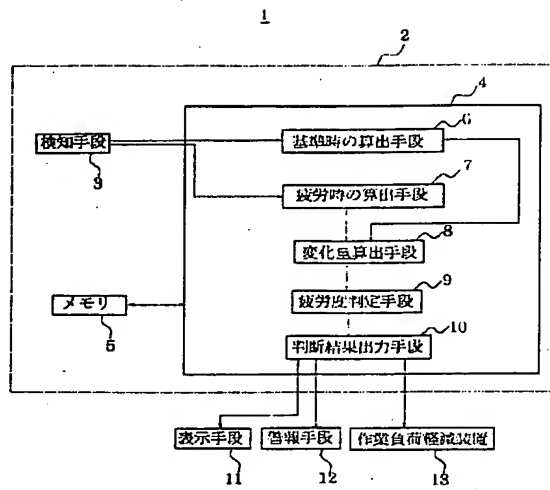 1
2
4
検知手段
3
基準時の算出手段
6
疲労時の算出手段
7
変化量算出手段
8
疲労度判定手段
9
メモリ
5
判断結果出力手段
10
表示手段
11
警報手段
12
作業負荷軽減装置
13